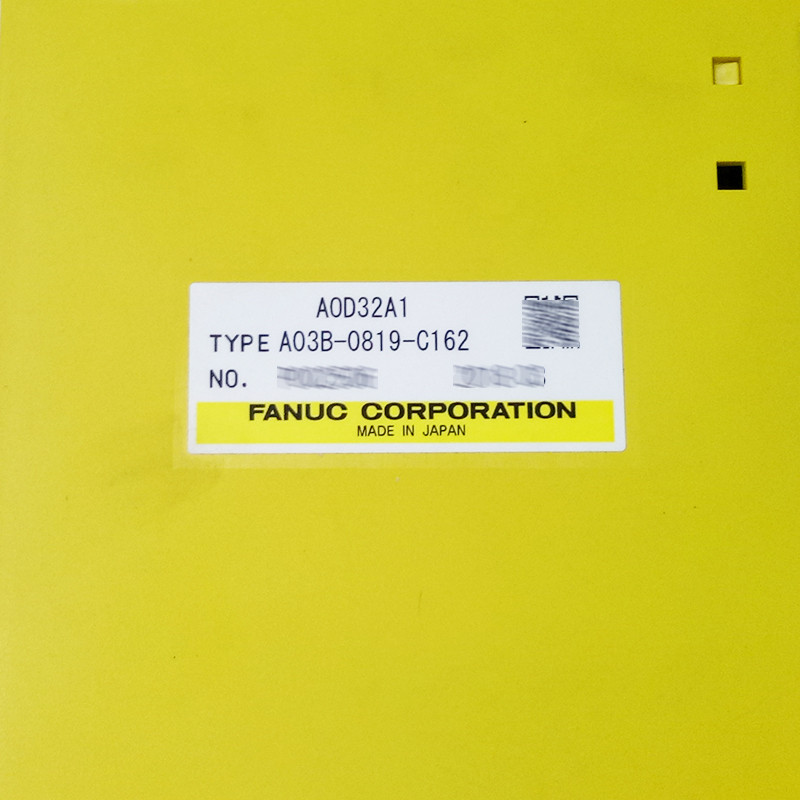 AOD32A1
TYPE A03B-0819-C162
NO.
FANUC CORPORATION
MADE IN JAPAN